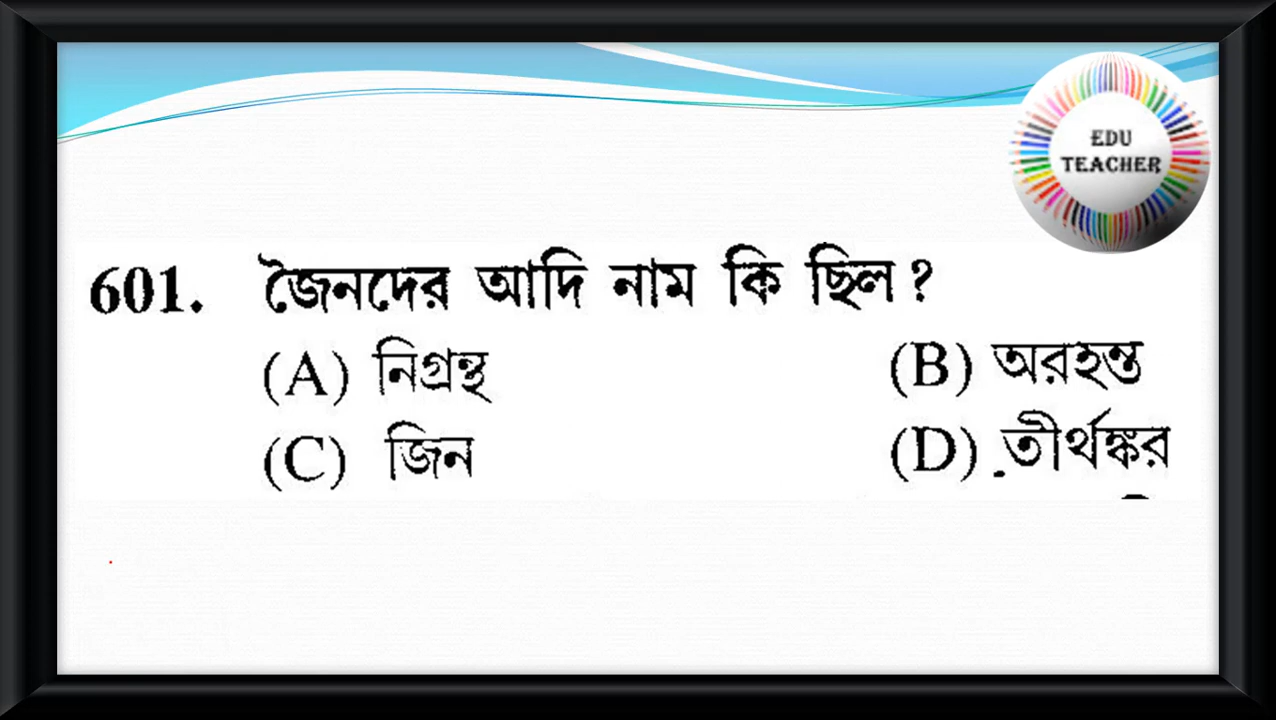 EDU
TEACHER
601. জৈনদের আদি নাম কি ছিল ?
(A) নিগ্রন্থ (B) অরহন্ত
(C) জিন (D) তীর্থঙ্কর